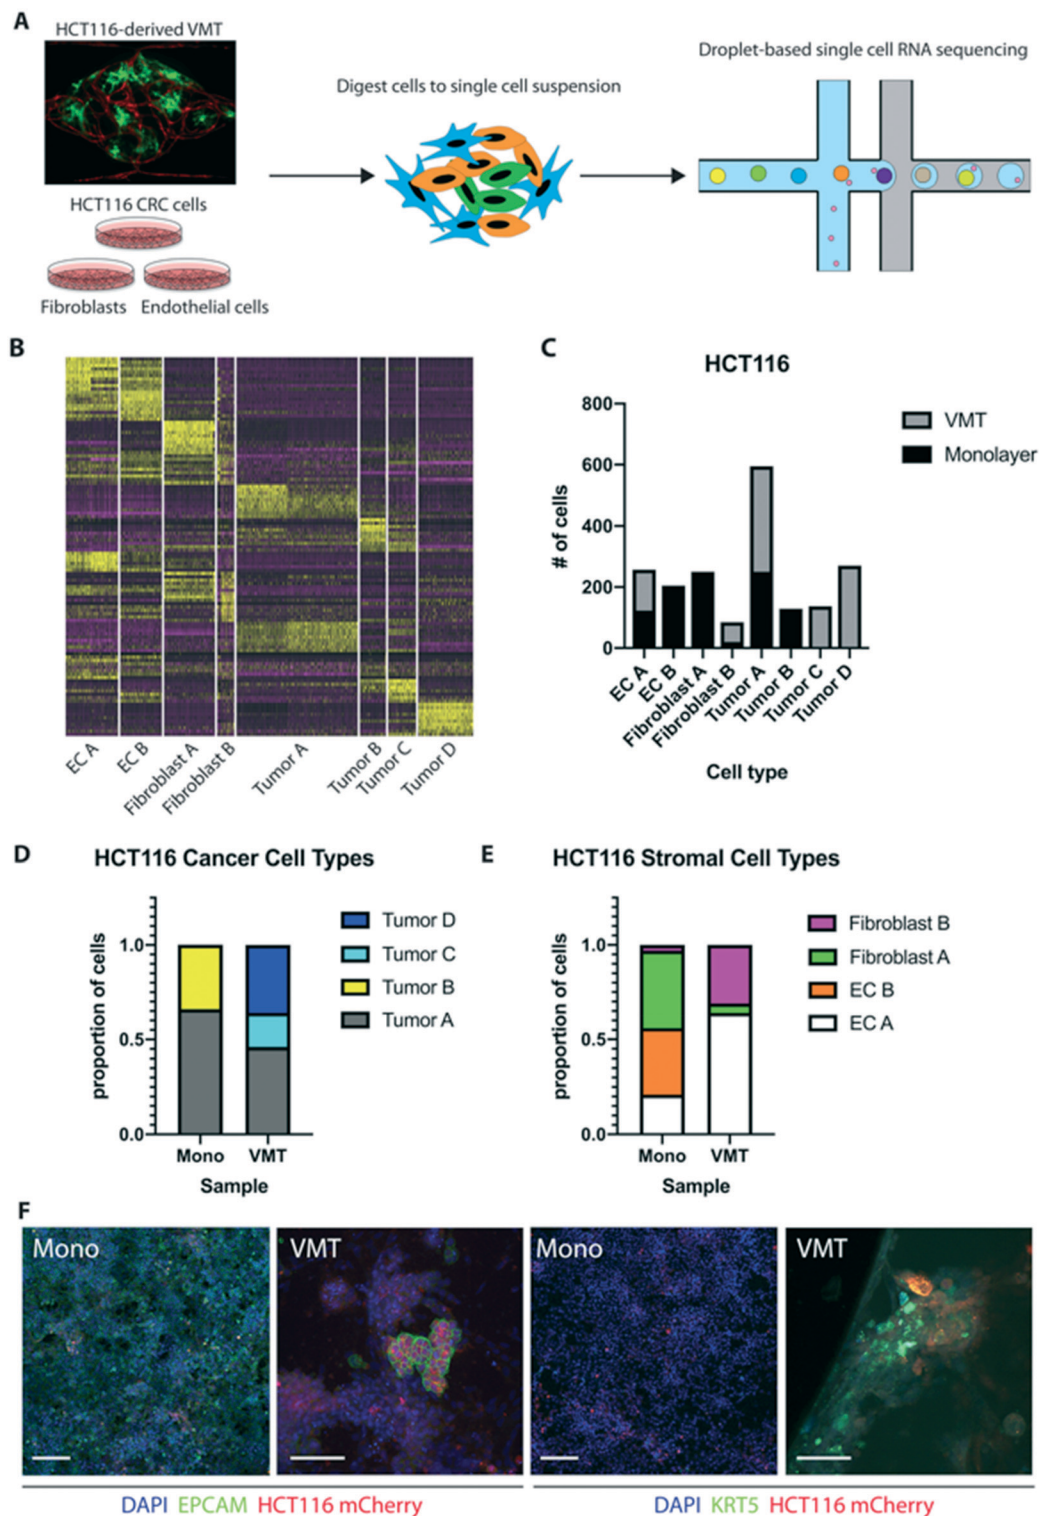 A
HCT116-derived VMT
HCT116 CRC cells
Fibroblasts
Endothelial cells
Digest cells to single cell suspension
Droplet-based single cell RNA sequencing
B
EC A
EC B
Fibroblast A
Fibroblast B
Tumor A
Tumor B
Tumor C
Tumor D
C
HCT116
# of cells
800
600
400
200
0
EC A
EC B
Fibroblast A
Fibroblast B
Tumor A
Tumor B
Tumor C
Tumor D
Cell type
VMT
Monolayer
D
HCT116 Cancer Cell Types
proportion of cells
1.0
0.5
0.0
Mono
VMT
Sample
Tumor D
Tumor C
Tumor B
Tumor A
E
HCT116 Stromal Cell Types
proportion of cells
1.0
0.5
0.0
Mono
VMT
Sample
Fibroblast B
Fibroblast A
EC B
EC A
F
Mono
VMT
Mono
VMT
DAPI EPCAM HCT116 mCherry
DAPI KRT5 HCT116 mCherry